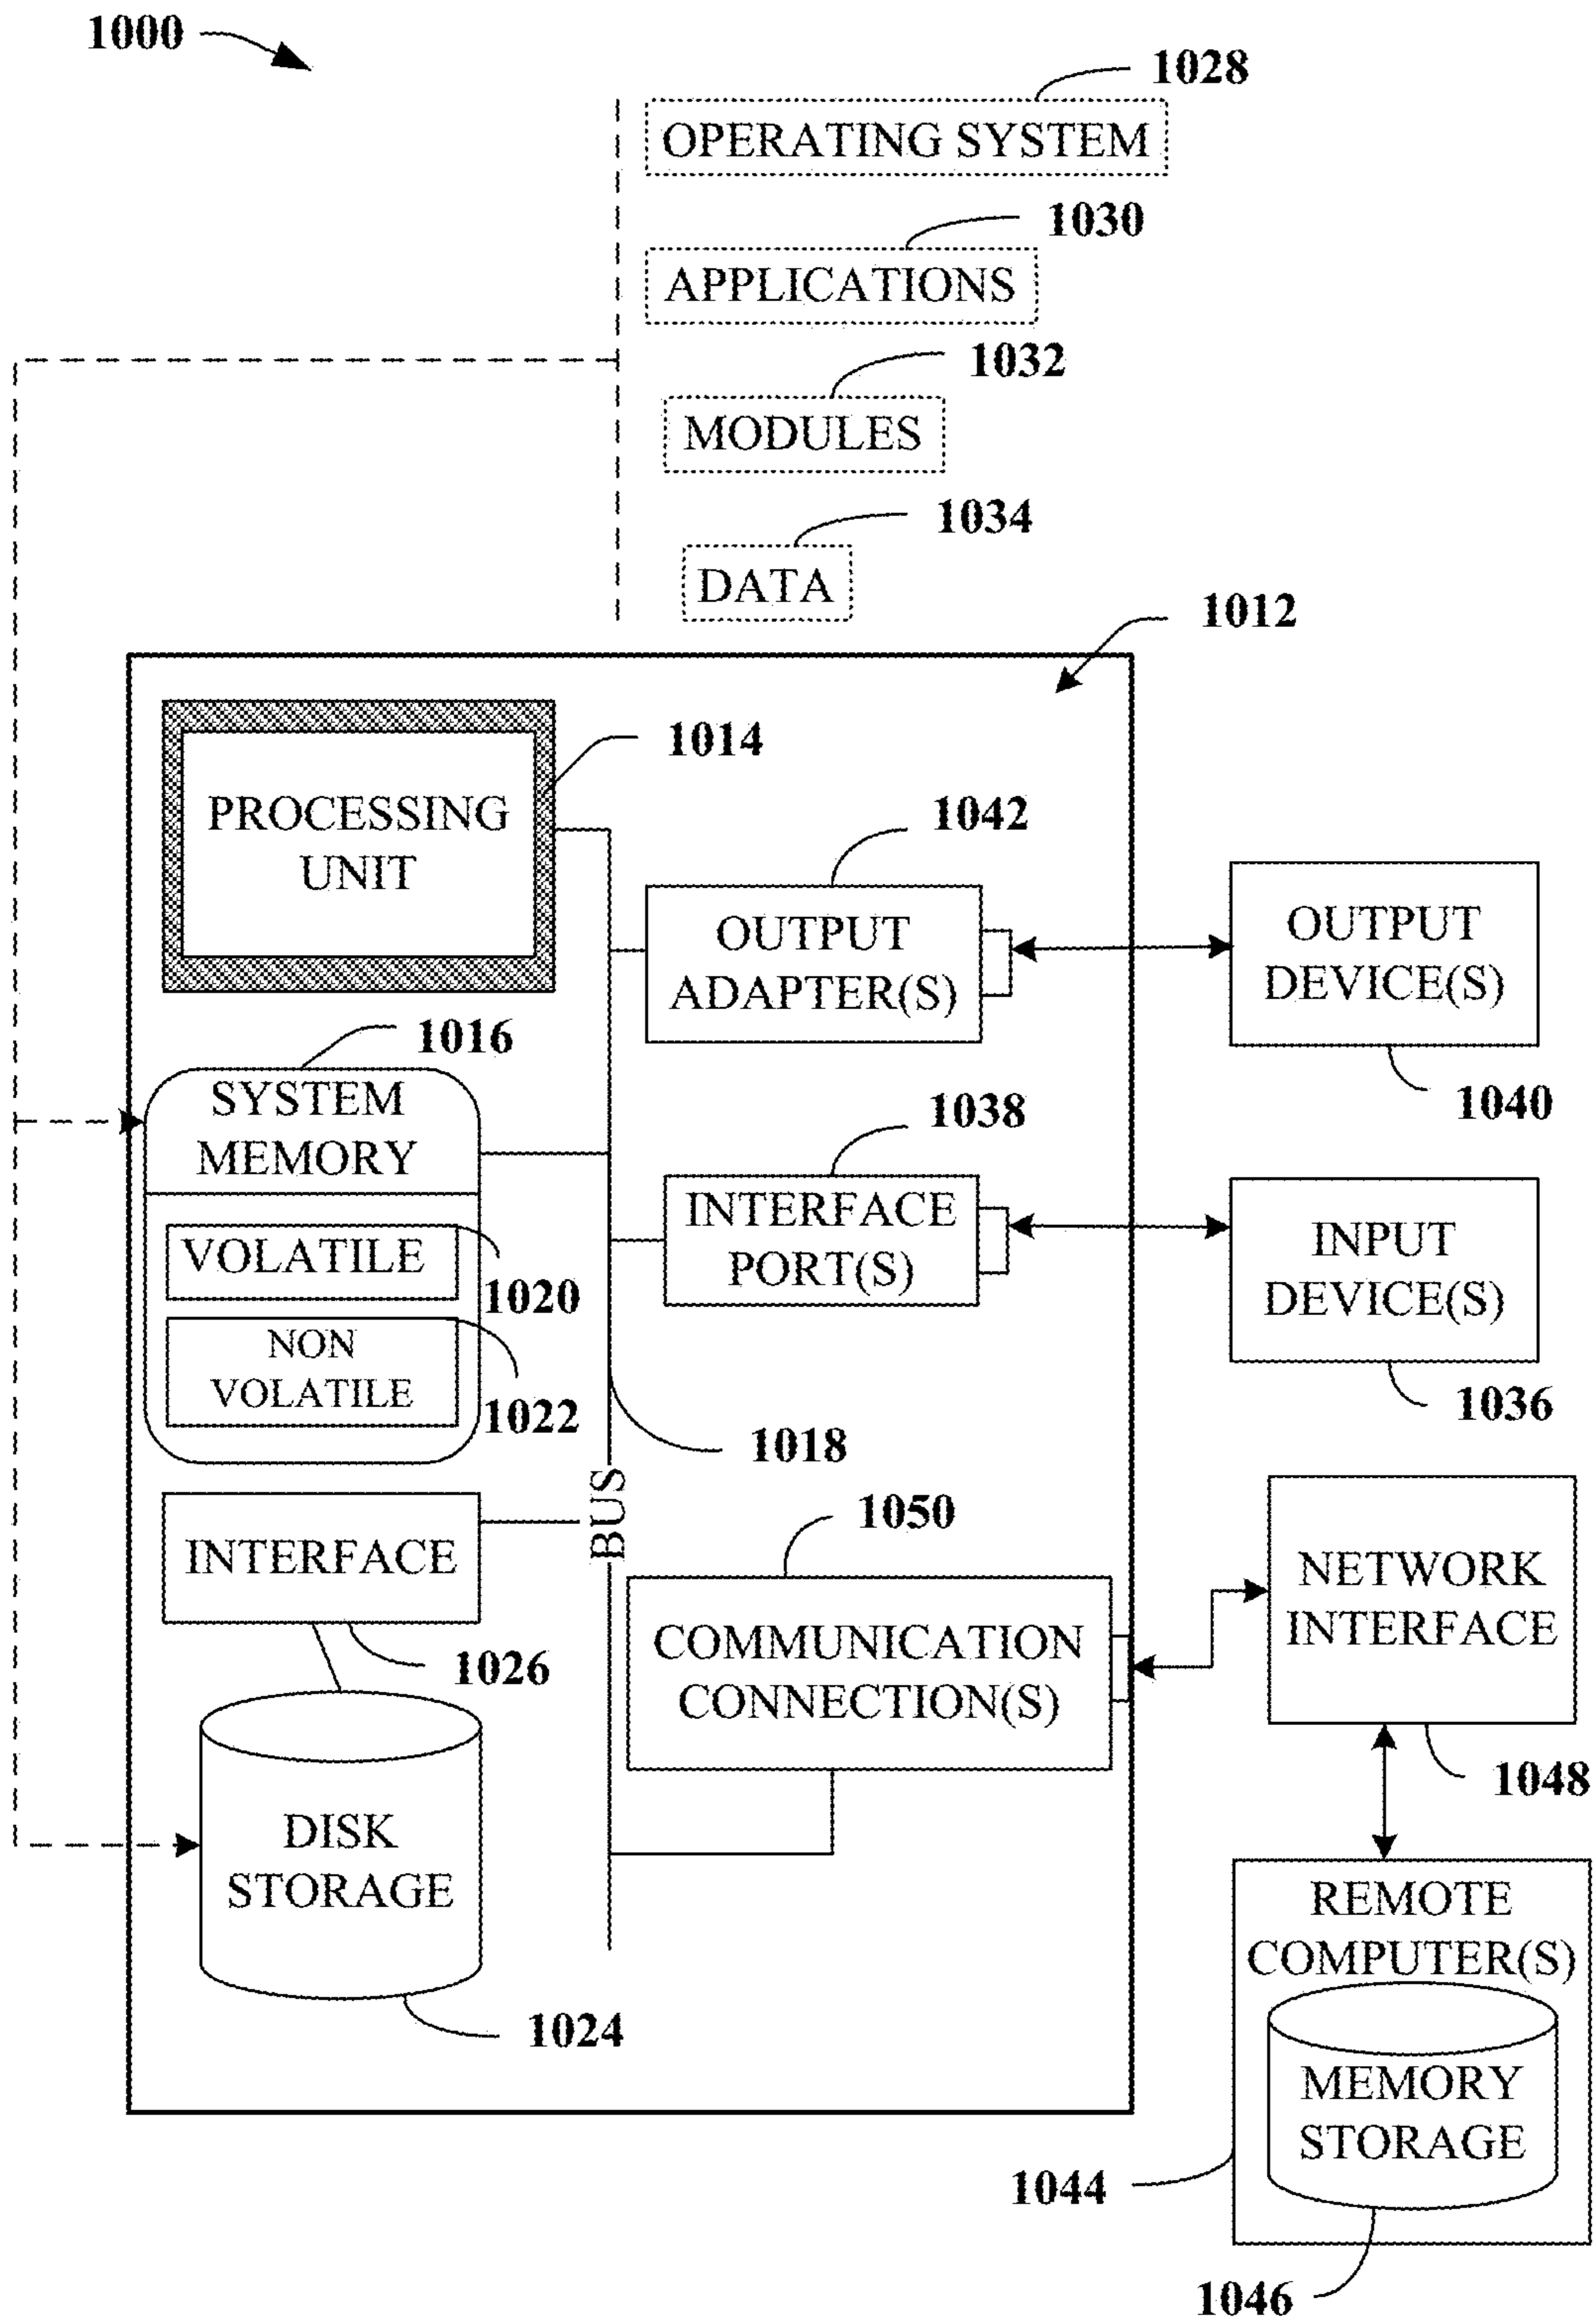 1000
1028
OPERATING SYSTEM
1030
APPLICATIONS
1032
MODULES
1034
DATA
1012
PROCESSING
UNIT
1014
1042
OUTPUT
ADAPTER(S)
OUTPUT
DEVICE(S)
1040
1016
SYSTEM
MEMORY
VOLATILE
1020
NON
VOLATILE
1022
1038
INTERFACE
PORT(S)
INPUT
DEVICE(S)
1036
1018
BUS
INTERFACE
1026
1050
COMMUNICATION
CONNECTION(S)
NETWORK
INTERFACE
1048
DISK
STORAGE
1024
REMOTE
COMPUTER(S)
MEMORY
STORAGE
1044
1046